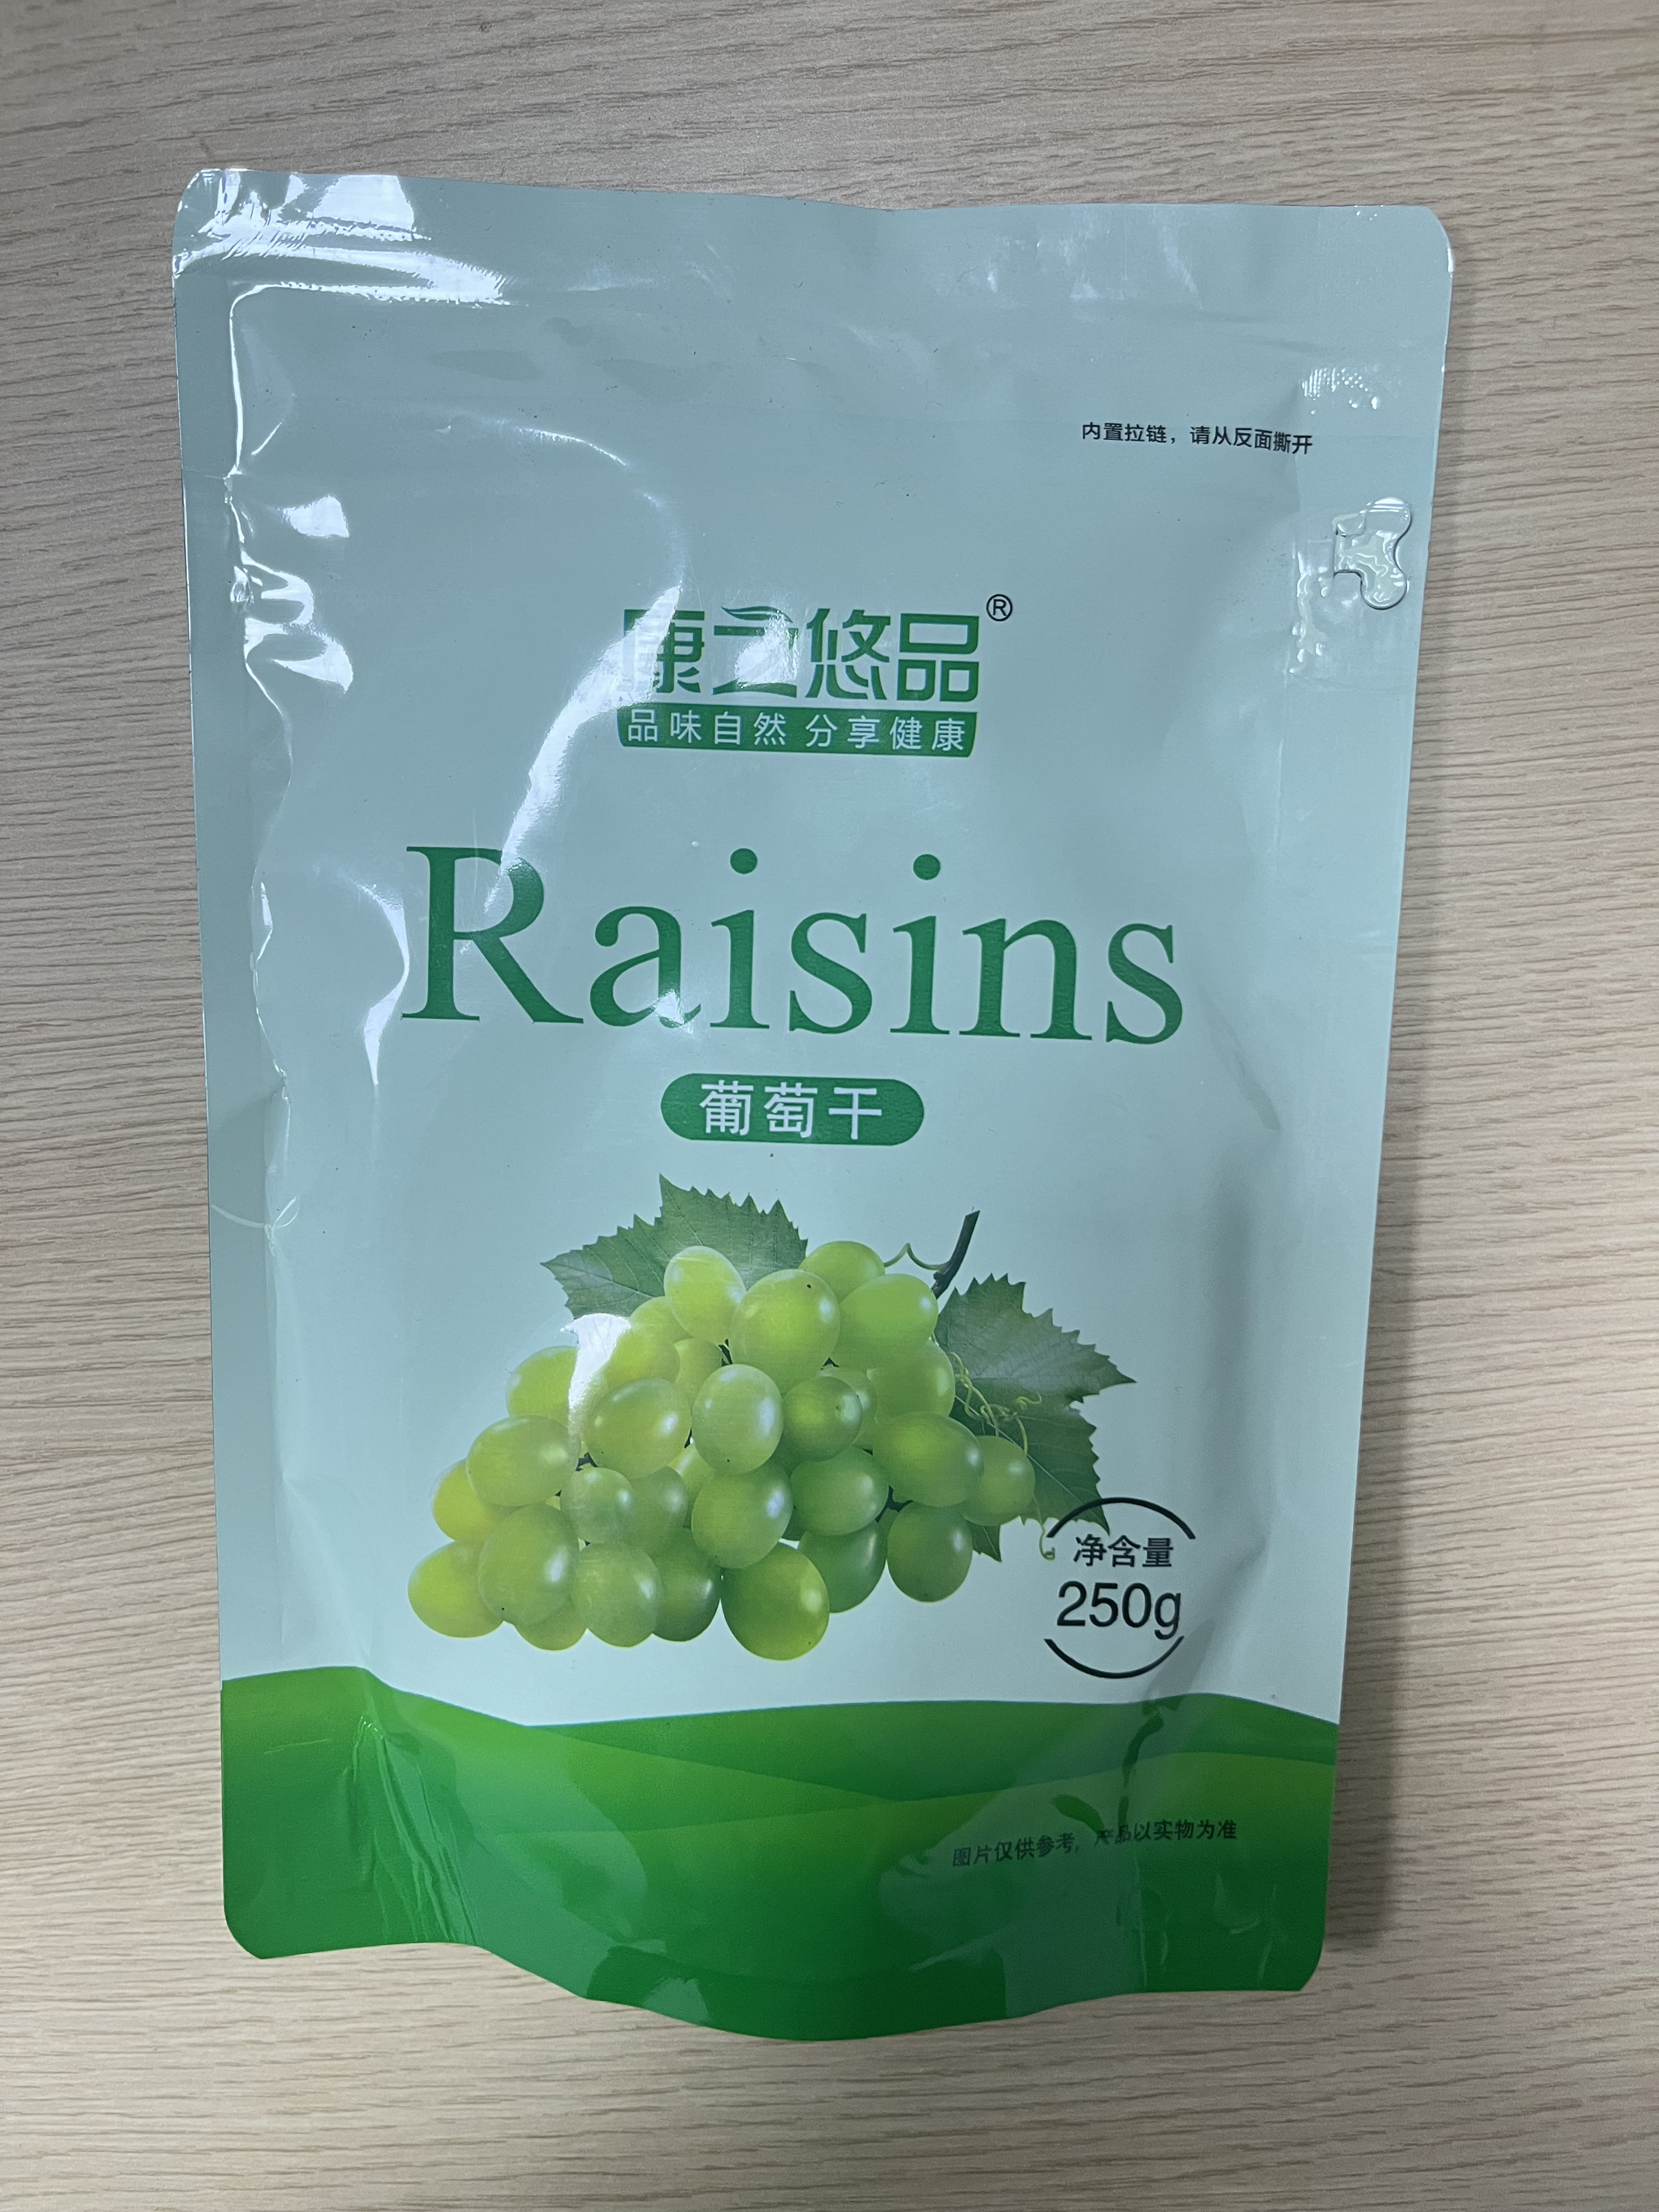 内置拉链，请从反面撕开
康之悠品®
品味自然 分享健康
Raisins
葡萄干
净含量
250g
图片仅供参考，产品以实物为准